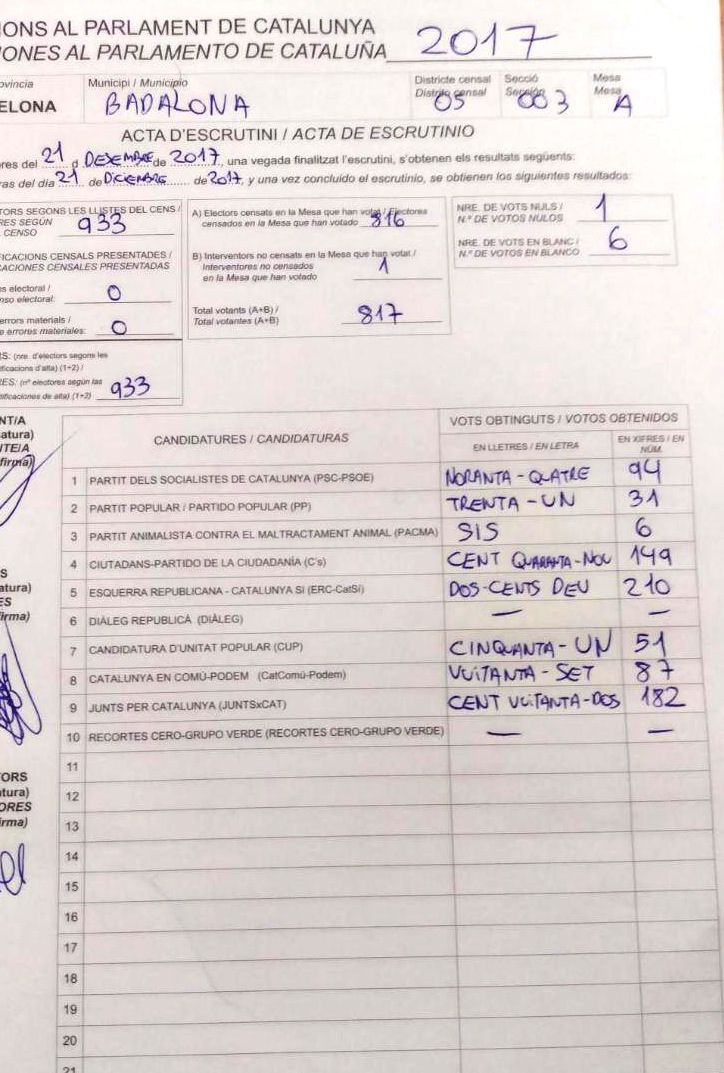 IONS AL PARLAMENT DE CATALUNYA
IONES AL PARLAMENTO DE CATALUÑA 2017
ovíncia Municipi / Municipio Districte censal Secció Mesa
Distrito censal Sección Mesa
ELONA BADALONA 05 003 A
ACTA D'ESCRUTINI / ACTA DE ESCRUTINIO
ores del 21 d DESEMBRE de 2017, una vegada finalitzat l'escrutini, s'obtenen els resultats següents:
ras del día 21 de DICIEMBRE de 2017, y una vez concluido el escrutinio, se obtienen los siguientes resultados:
TORS SEGONS LES LLISTES DEL CENS /
RES SEGÚN
CENSO 933
A) Electors censats en la Mesa que han votat / Electores
censados en la Mesa que han votado 816
NRE. DE VOTS NULS /
N.º DE VOTOS NULOS 1
FICACIONS CENSALS PRESENTADES /
CACIONES CENSALES PRESENTADAS
B) Interventors no censats en la Mesa que han votat /
Interventores no censados
en la Mesa que han votado 1
NRE. DE VOTS EN BLANC /
N.º DE VOTOS EN BLANCO 6
s electoral /
nso electoral: 0
errors materials /
e errores materiales: 0
Total votants (A+B) /
Total votantes (A+B) 817
RS: (nre. d'electors segons les
ificacions d'alta) (1+2) /
RES: (nº electores según las
tificaciones de alta) (1+2) 933
NT/A
atura)
TE/A
firma)
CANDIDATURES / CANDIDATURAS VOTS OBTINGUTS / VOTOS OBTENIDOS
EN LLETRES / EN LETRA EN XIFRES / EN NÚM.
1 PARTIT DELS SOCIALISTES DE CATALUNYA (PSC-PSOE) NORANTA-QUATRE 94
2 PARTIT POPULAR / PARTIDO POPULAR (PP) TRENTA-UN 31
3 PARTIT ANIMALISTA CONTRA EL MALTRACTAMENT ANIMAL (PACMA) SIS 6
4 CIUTADANS-PARTIDO DE LA CIUDADANÍA (C's) CENT QUARANTA-NOU 149
5 ESQUERRA REPUBLICANA - CATALUNYA SÍ (ERC-CatSí) DOS-CENTS DEU 210
6 DIÀLEG REPUBLICÀ (DIÀLEG) — —
7 CANDIDATURA D'UNITAT POPULAR (CUP) CINQUANTA-UN 51
8 CATALUNYA EN COMÚ-PODEM (CatComú-Podem) VUITANTA-SET 87
9 JUNTS PER CATALUNYA (JUNTSxCAT) CENT VUITANTA-DOS 182
10 RECORTES CERO-GRUPO VERDE (RECORTES CERO-GRUPO VERDE) — —
S
atura)
ES
irma)
11
12
13
14
15
16
17
18
19
20
21
TORS
atura)
ORES
irma)